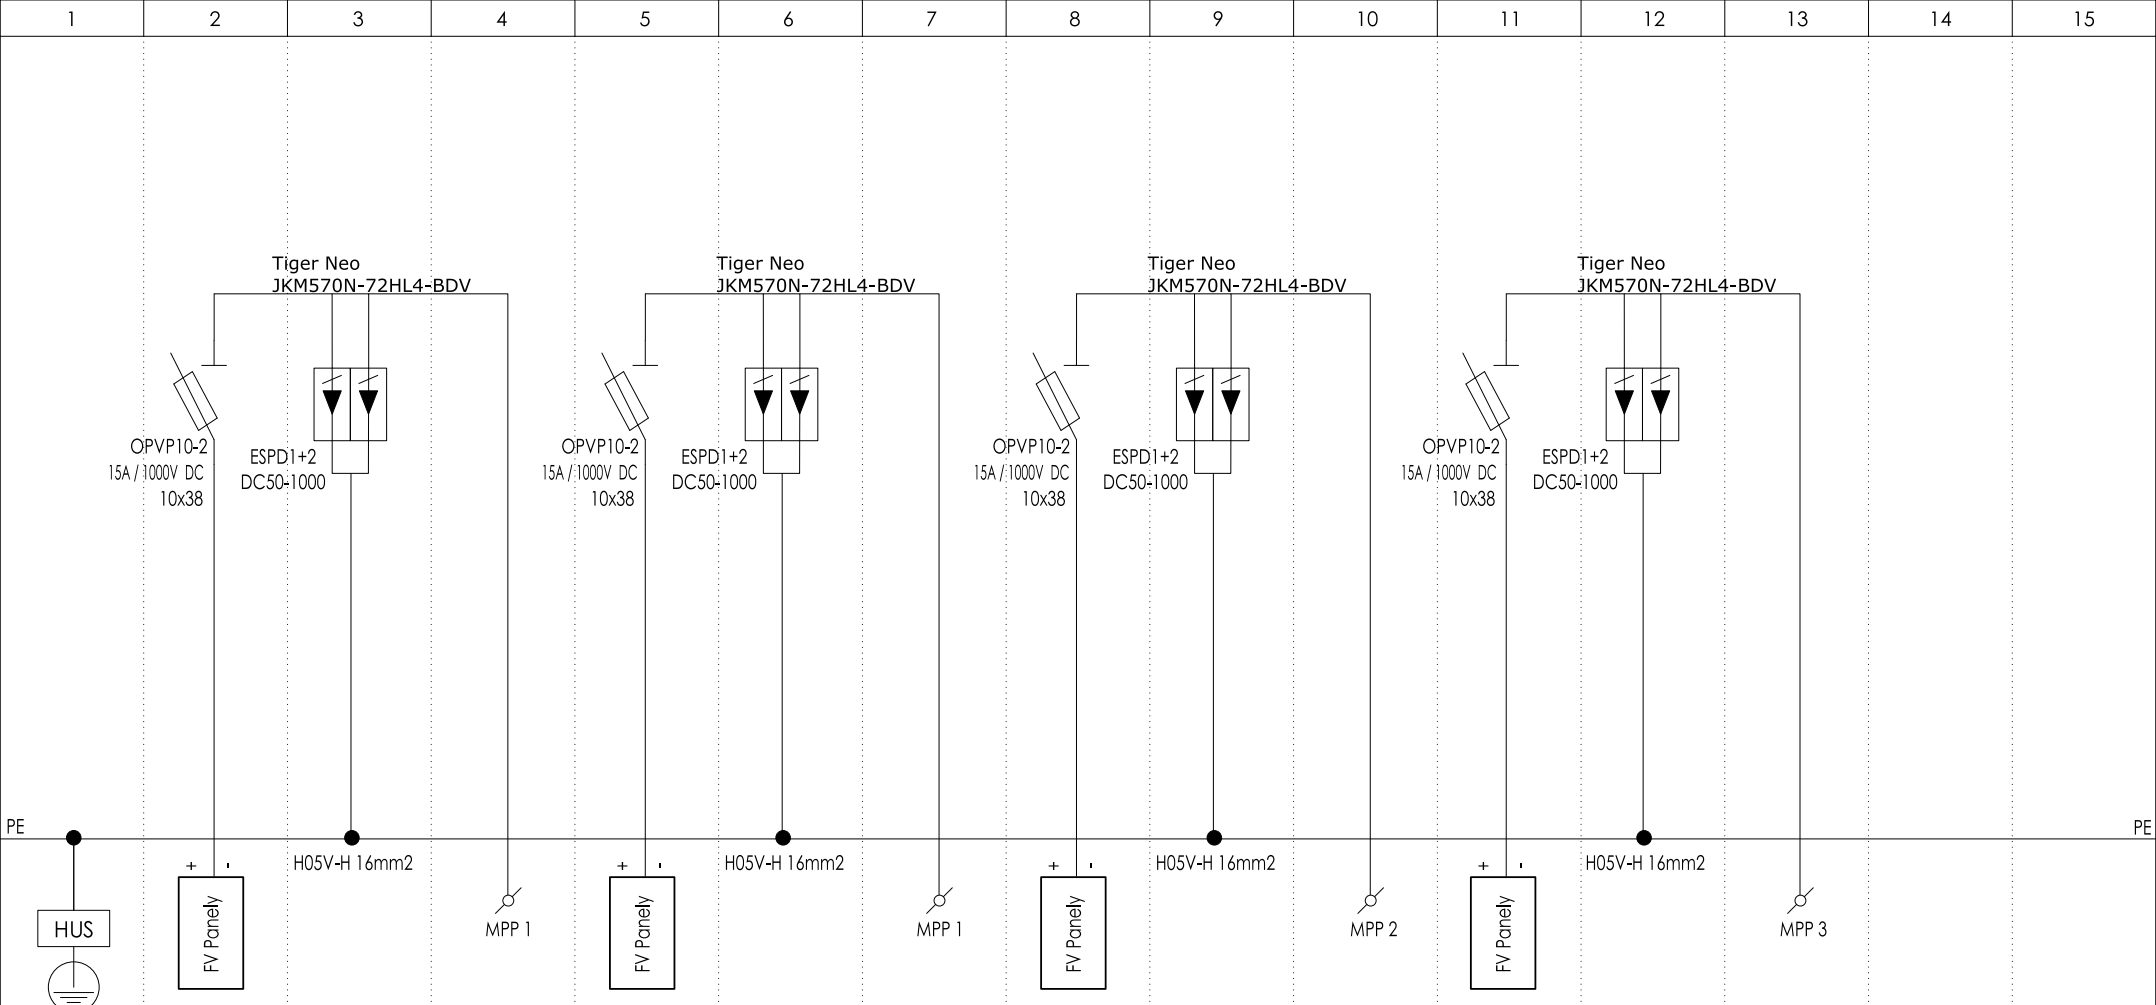 1 2 3 4 5 6 7 8 9 10 11 12 13 14 15
Tiger Neo
JKM570N-72HL4-BDV
Tiger Neo
JKM570N-72HL4-BDV
Tiger Neo
JKM570N-72HL4-BDV
Tiger Neo
JKM570N-72HL4-BDV
OPVP10-2
15A / 1000V DC
10x38
ESPD1+2
DC50-1000
OPVP10-2
15A / 1000V DC
10x38
ESPD1+2
DC50-1000
OPVP10-2
15A / 1000V DC
10x38
ESPD1+2
DC50-1000
OPVP10-2
15A / 1000V DC
10x38
ESPD1+2
DC50-1000
PE
PE
HUS
+ -
FV Panely
H05V-H 16mm2
MPP 1
+ -
FV Panely
H05V-H 16mm2
MPP 1
+ -
FV Panely
H05V-H 16mm2
MPP 2
+ -
FV Panely
H05V-H 16mm2
MPP 3